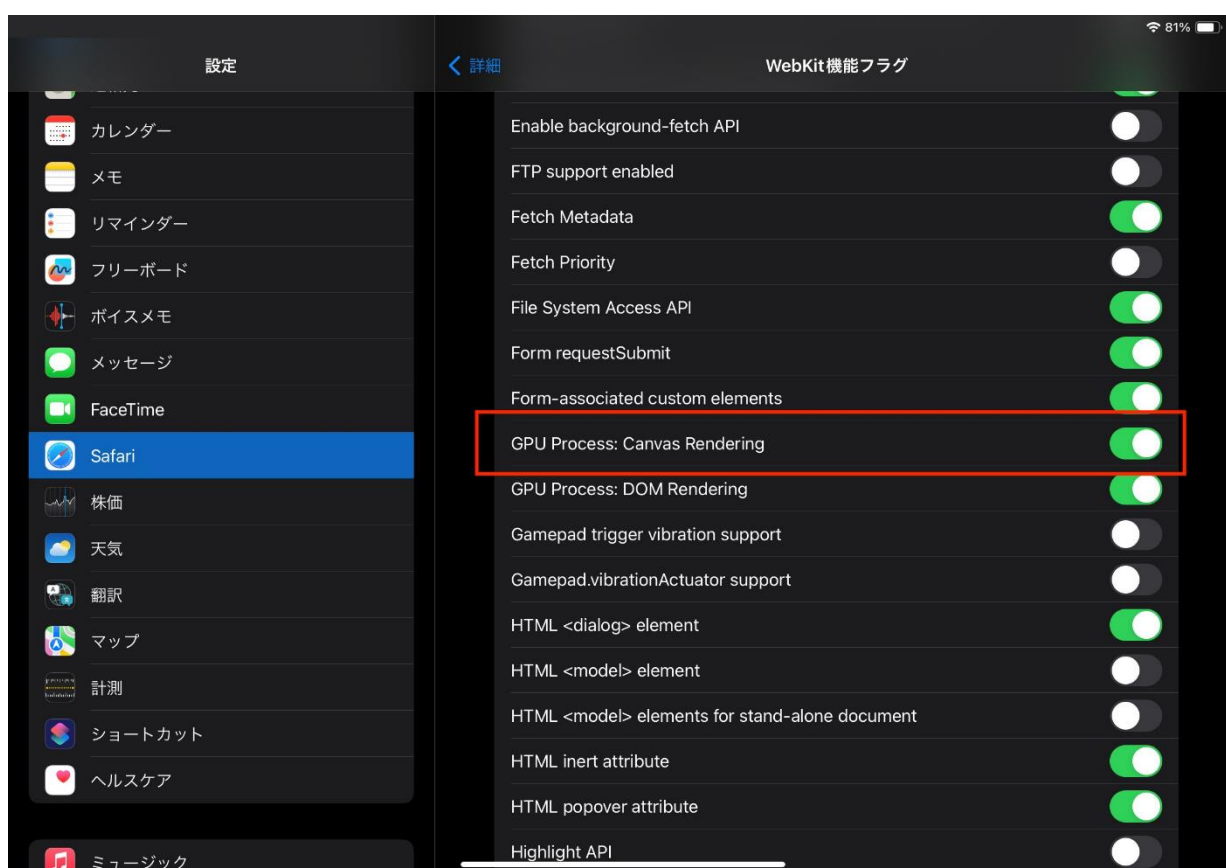 81%
設定
詳細
WebKit機能フラグ
カレンダー
メモ
リマインダー
フリーボード
ボイスメモ
メッセージ
FaceTime
Safari
株価
天気
翻訳
マップ
計測
ショートカット
ヘルスケア
ミュージック
Enable background-fetch API
FTP support enabled
Fetch Metadata
Fetch Priority
File System Access API
Form requestSubmit
Form-associated custom elements
GPU Process: Canvas Rendering
GPU Process: DOM Rendering
Gamepad trigger vibration support
Gamepad.vibrationActuator support
HTML <dialog> element
HTML <model> element
HTML <model> elements for stand-alone document
HTML inert attribute
HTML popover attribute
Highlight API